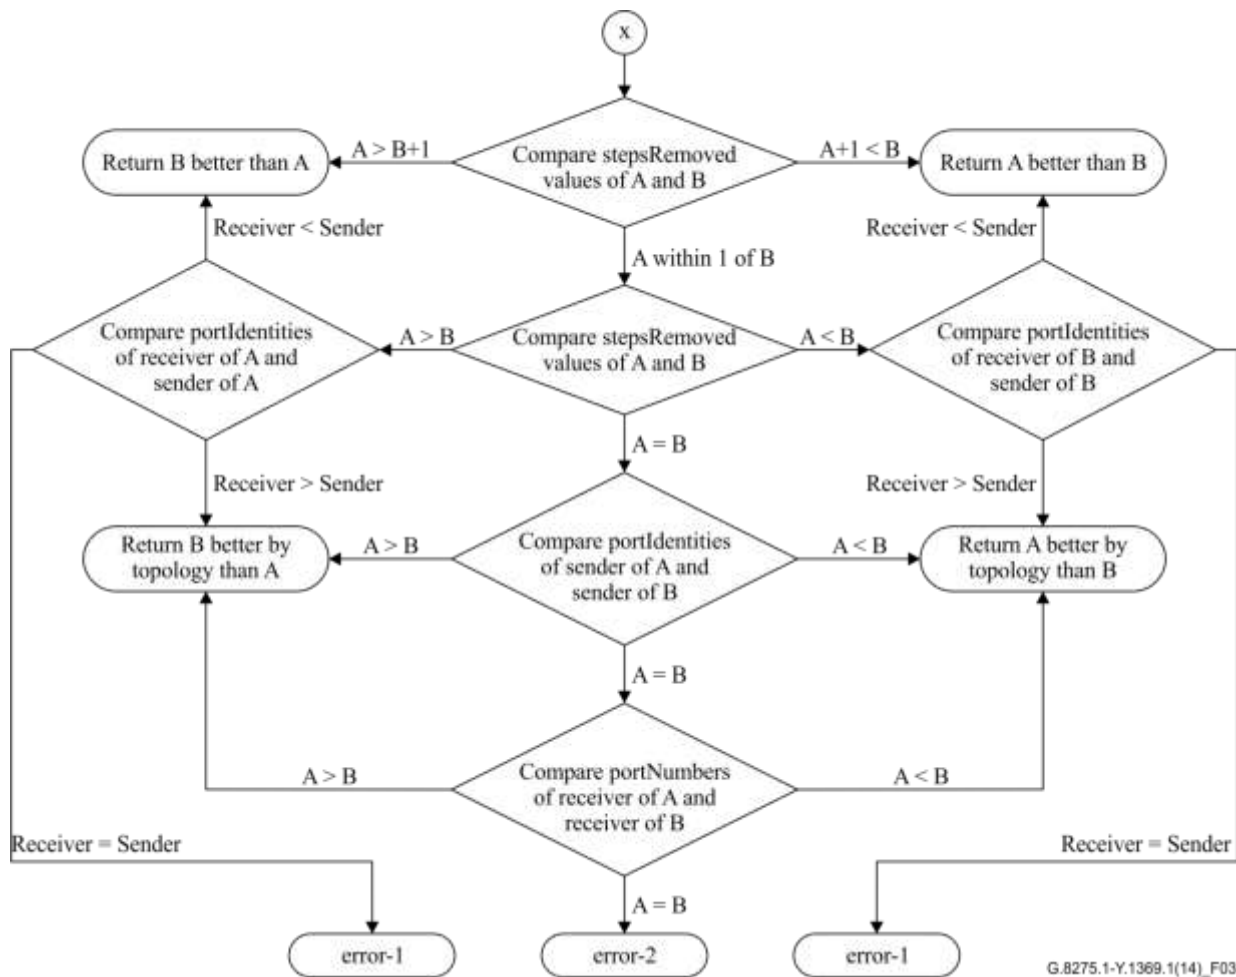 x
Return B better than A
A > B+1
Compare stepsRemoved
values of A and B
A+1 < B
Return A better than B
Receiver < Sender
A within 1 of B
Receiver < Sender
Compare portIdentities
of receiver of A and
sender of A
A > B
Compare stepsRemoved
values of A and B
A < B
Compare portIdentities
of receiver of B and
sender of B
A = B
Receiver > Sender
Receiver > Sender
Return B better by
topology than A
A > B
Compare portIdentities
of sender of A and
sender of B
A < B
Return A better by
topology than B
A = B
A > B
Compare portNumbers
of receiver of A and
receiver of B
A < B
Receiver = Sender
Receiver = Sender
A = B
error-1
error-2
error-1
G.8275.1-Y.1369.1(14)_F03